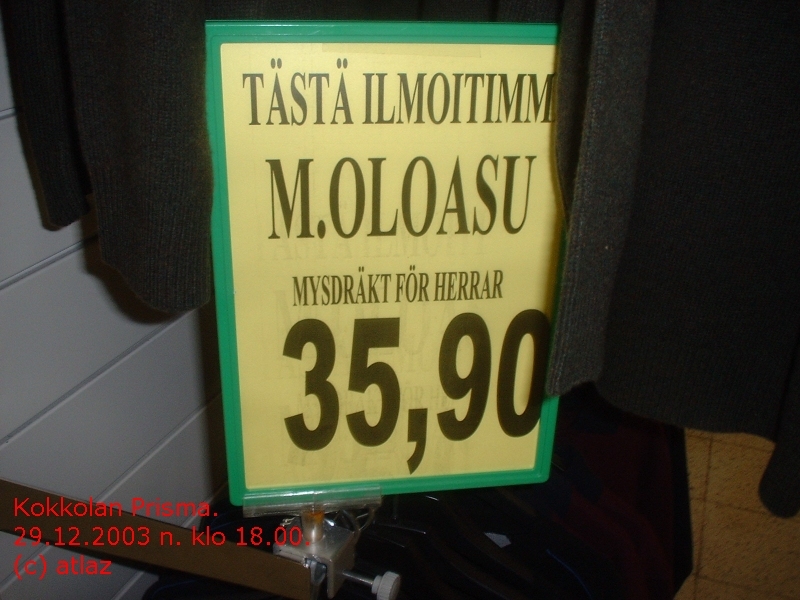 TÄSTÄ ILMOITIMM
M.OLOASU
MYSDRÄKT FÖR HERRAR
35,90
Kokkolan Prisma.
29.12.2003 n. klo 18.00.
(c) atlaz